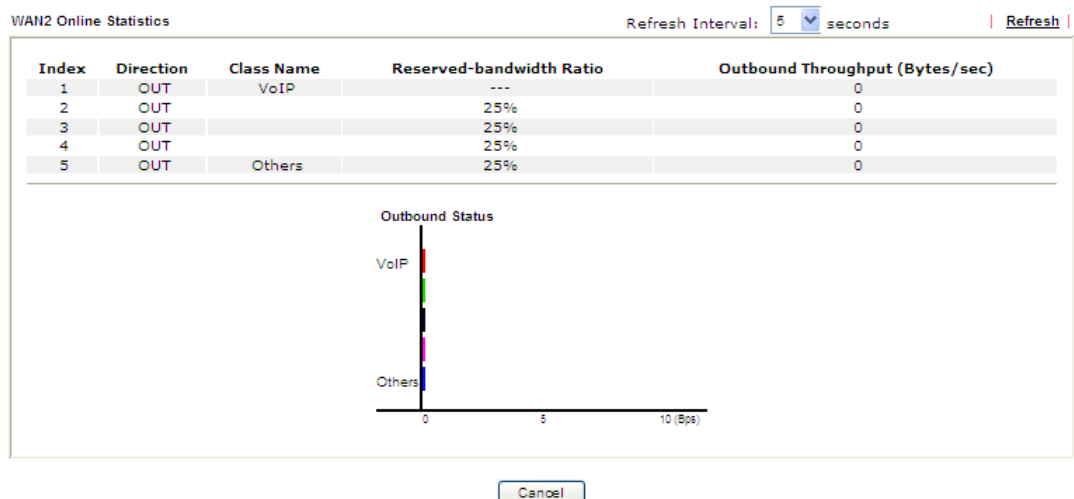 WAN2 Online Statistics Refresh Interval: 5 seconds | Refresh |
Index Direction Class Name Reserved-bandwidth Ratio Outbound Throughput (Bytes/sec)
1 OUT VoIP --- 0
2 OUT 25% 0
3 OUT 25% 0
4 OUT 25% 0
5 OUT Others 25% 0
Outbound Status
VoIP
Others
0 5 10 (Bps)
Cancel